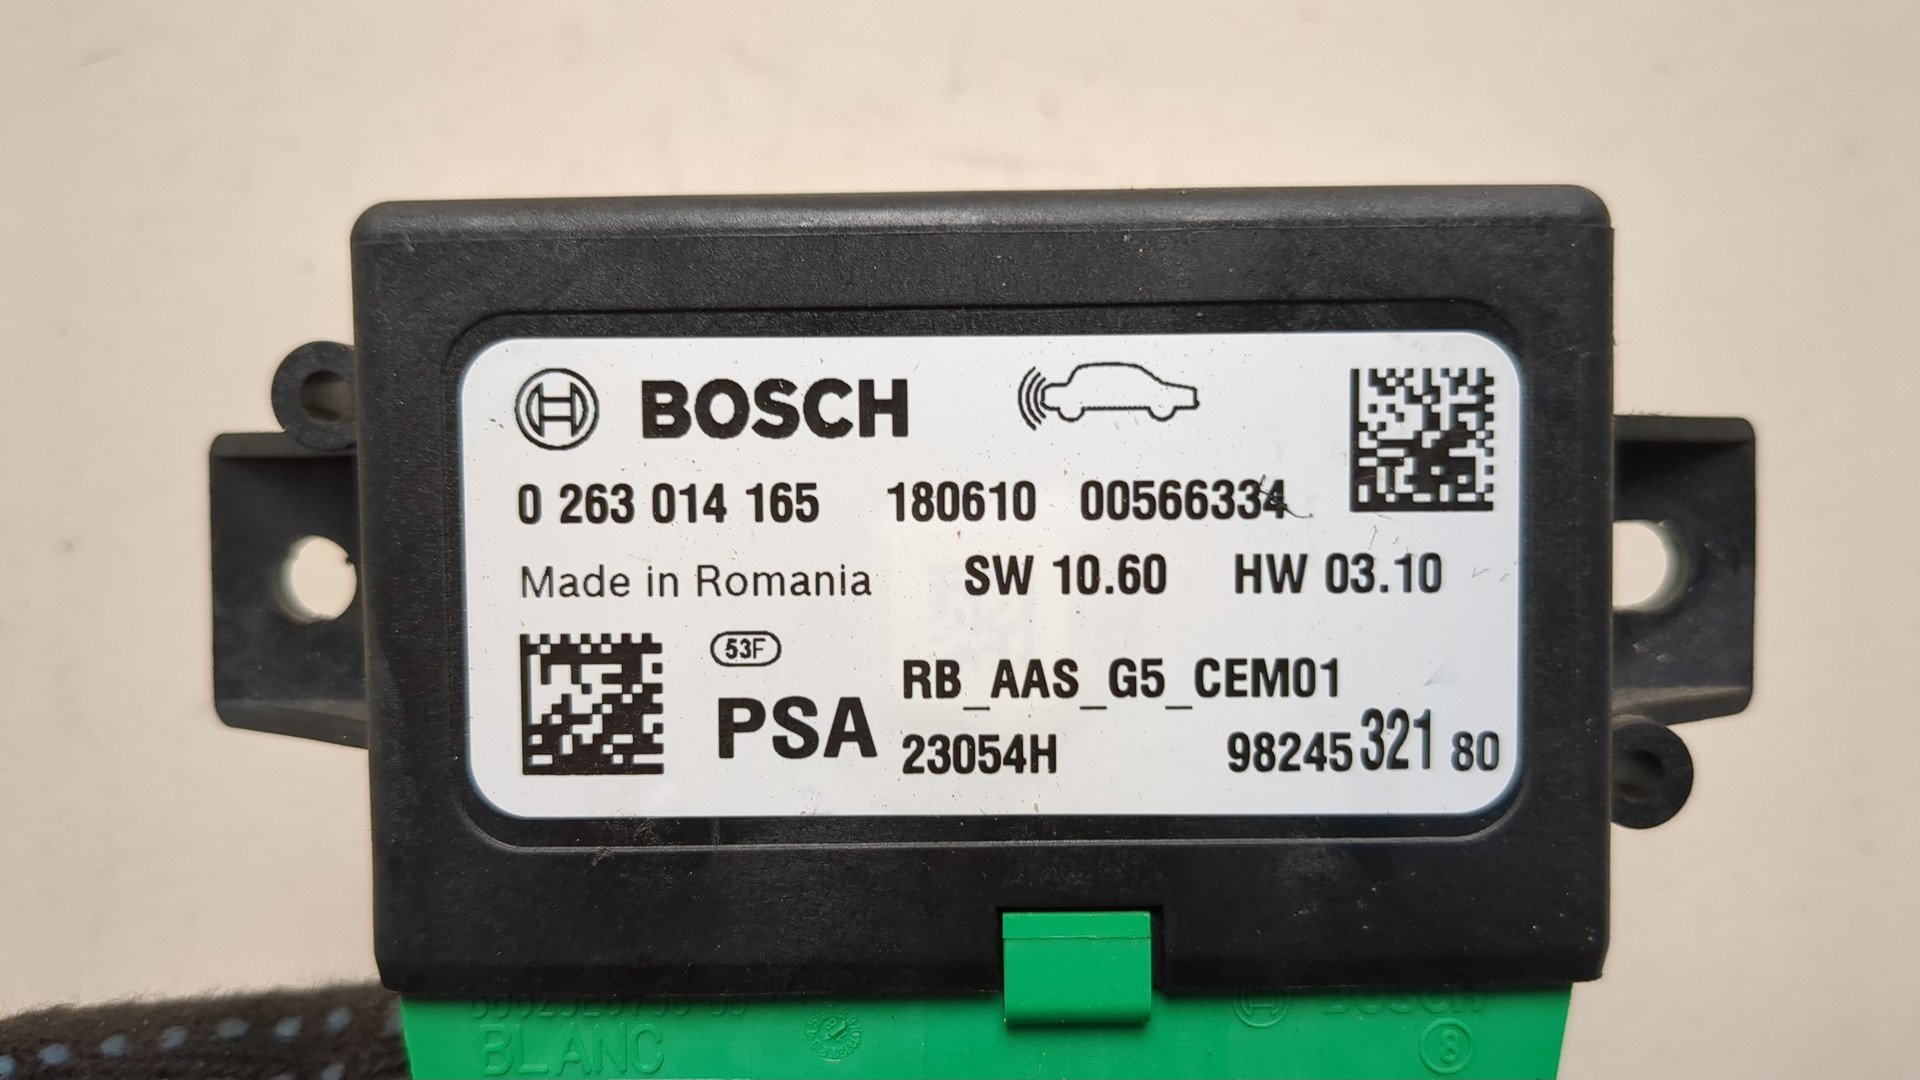 BOSCH
0 263 014 165 180610 00566334
Made in Romania SW 10.60 HW 03.10
53F
PSA RB_AAS_G5_CEM01
23054H 98245 321 80
BOSCH
BLANC 8